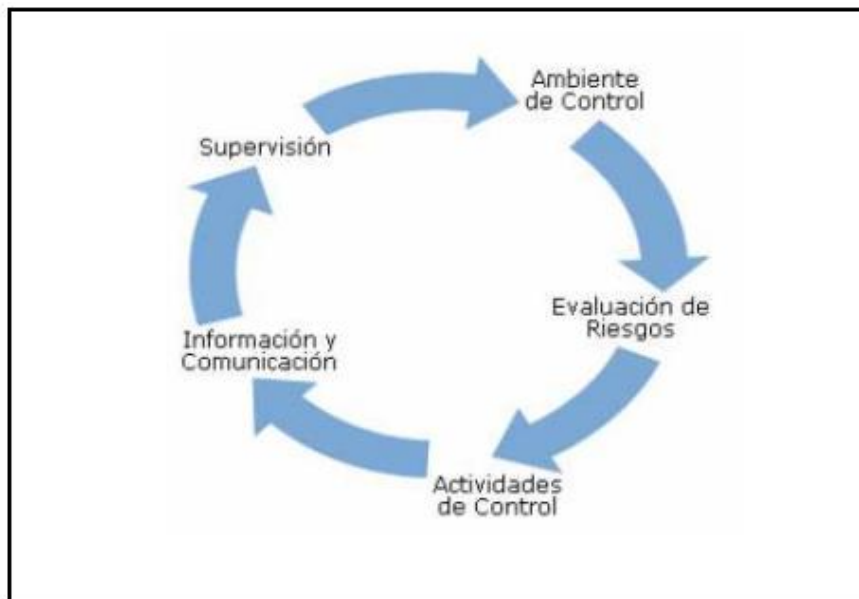 Ambiente
de Control
Supervisión
Evaluación de
Riesgos
Información y
Comunicación
Actividades
de Control